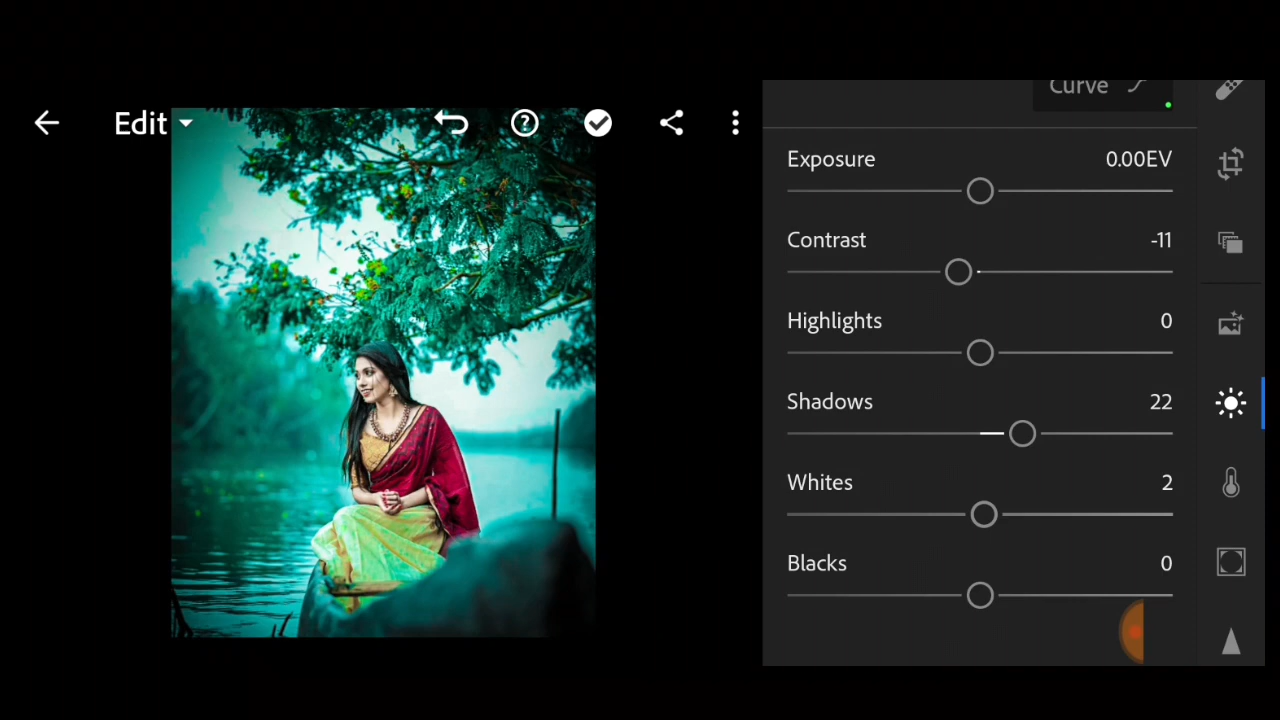 Edit
Curve
Exposure 0.00EV
Contrast -11
Highlights 0
Shadows 22
Whites 2
Blacks 0